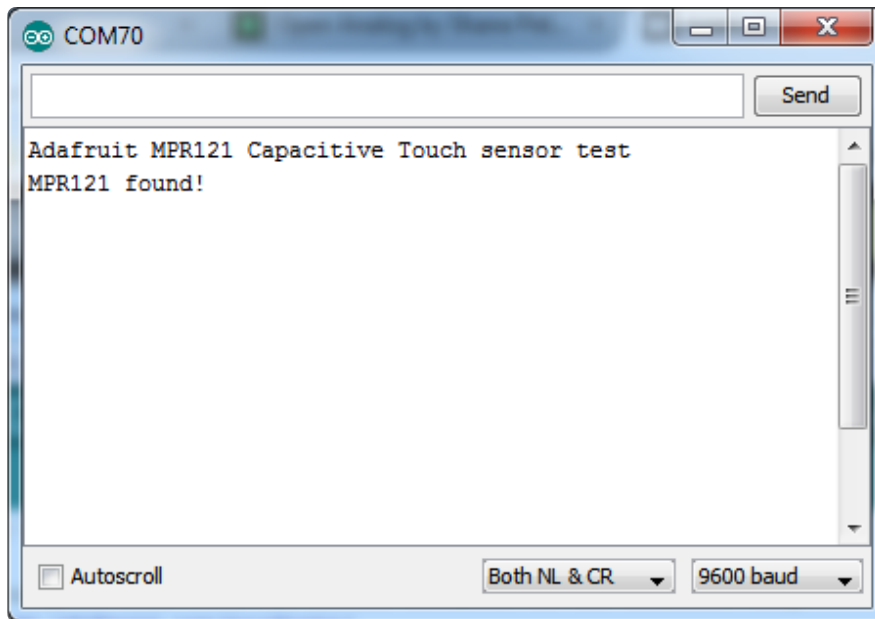 COM70
Send
Adafruit MPR121 Capacitive Touch sensor test
MPR121 found!
Autoscroll
Both NL & CR
9600 baud